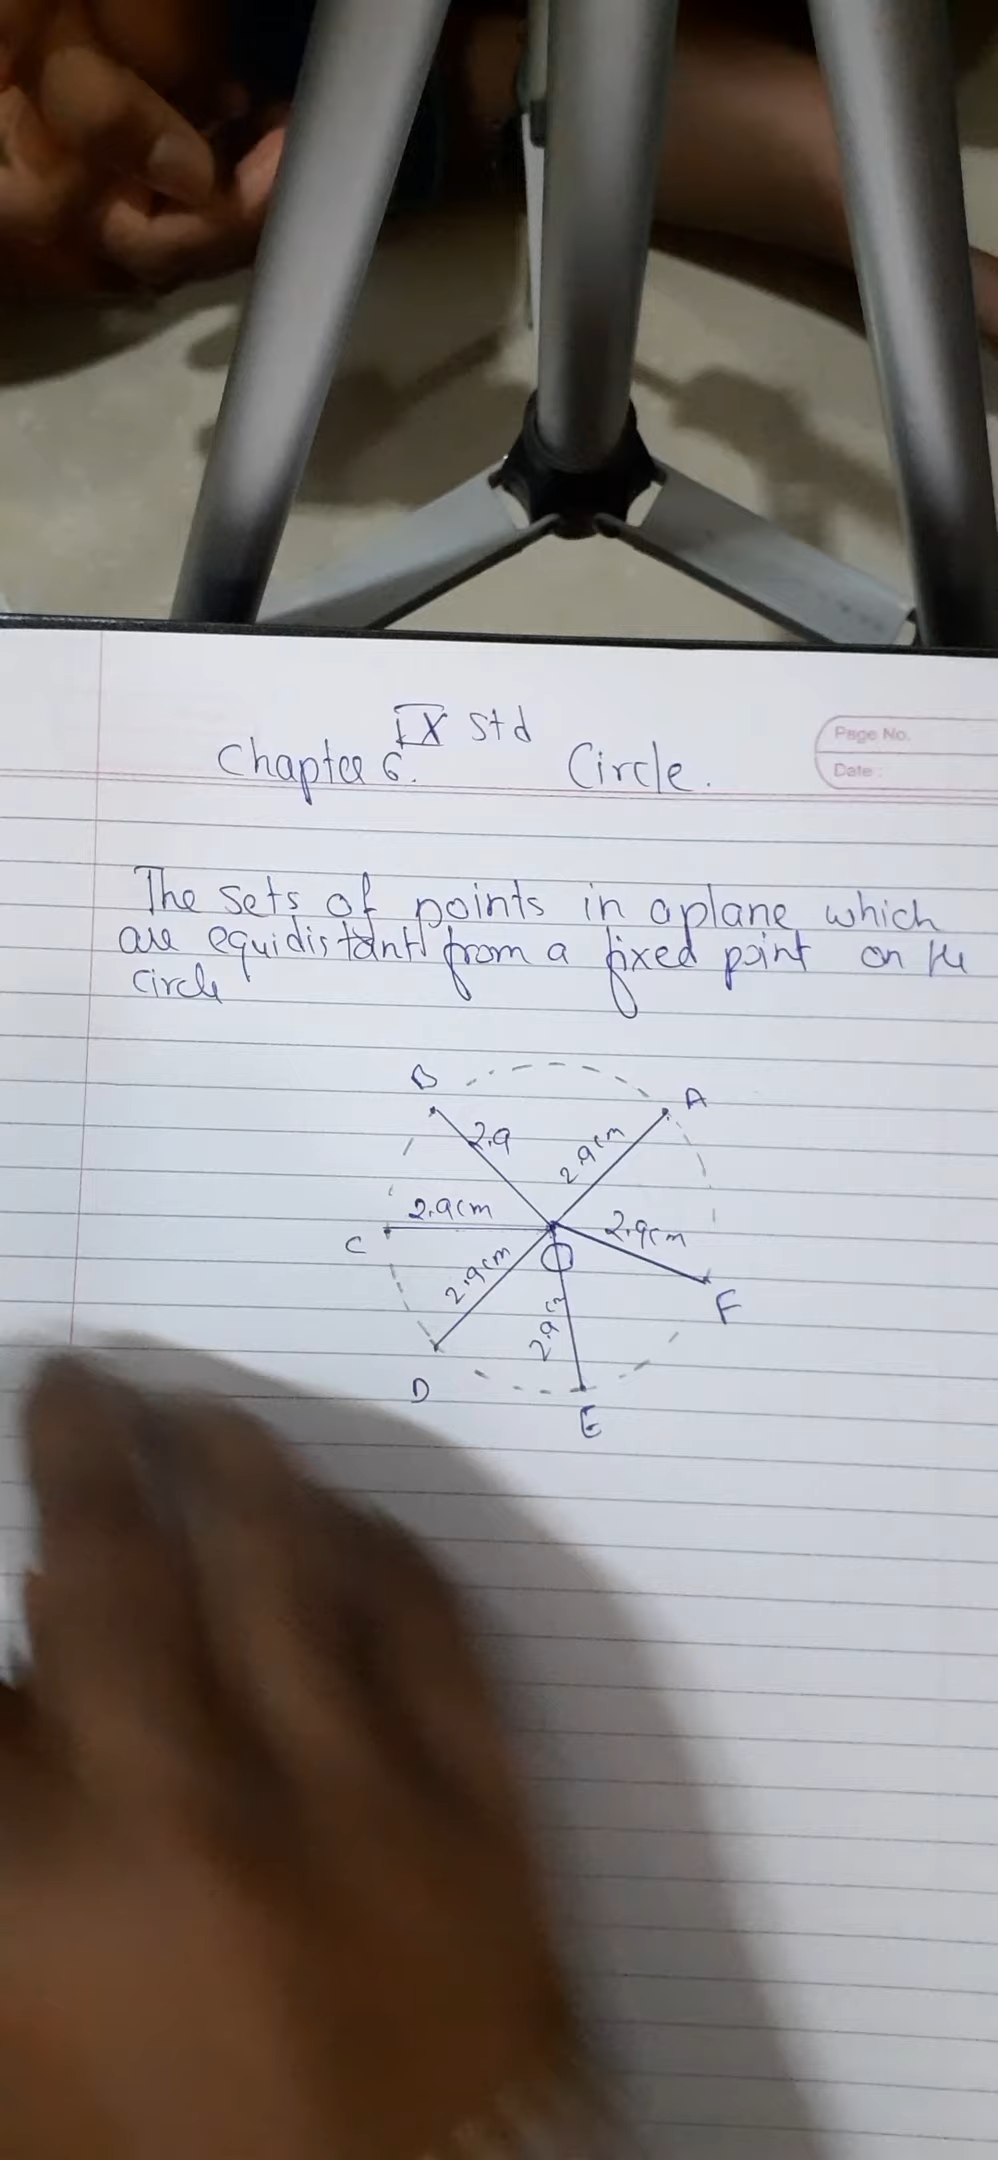 IX Std
Chapter 6. Circle.
Page No.
Date:
The sets of points in a plane which
are equidistant from a fixed point on the
circle
B
A
2.9
2.9cm
2.9cm
2.9cm
C
2.9cm
O
F
2.9cm
D
E